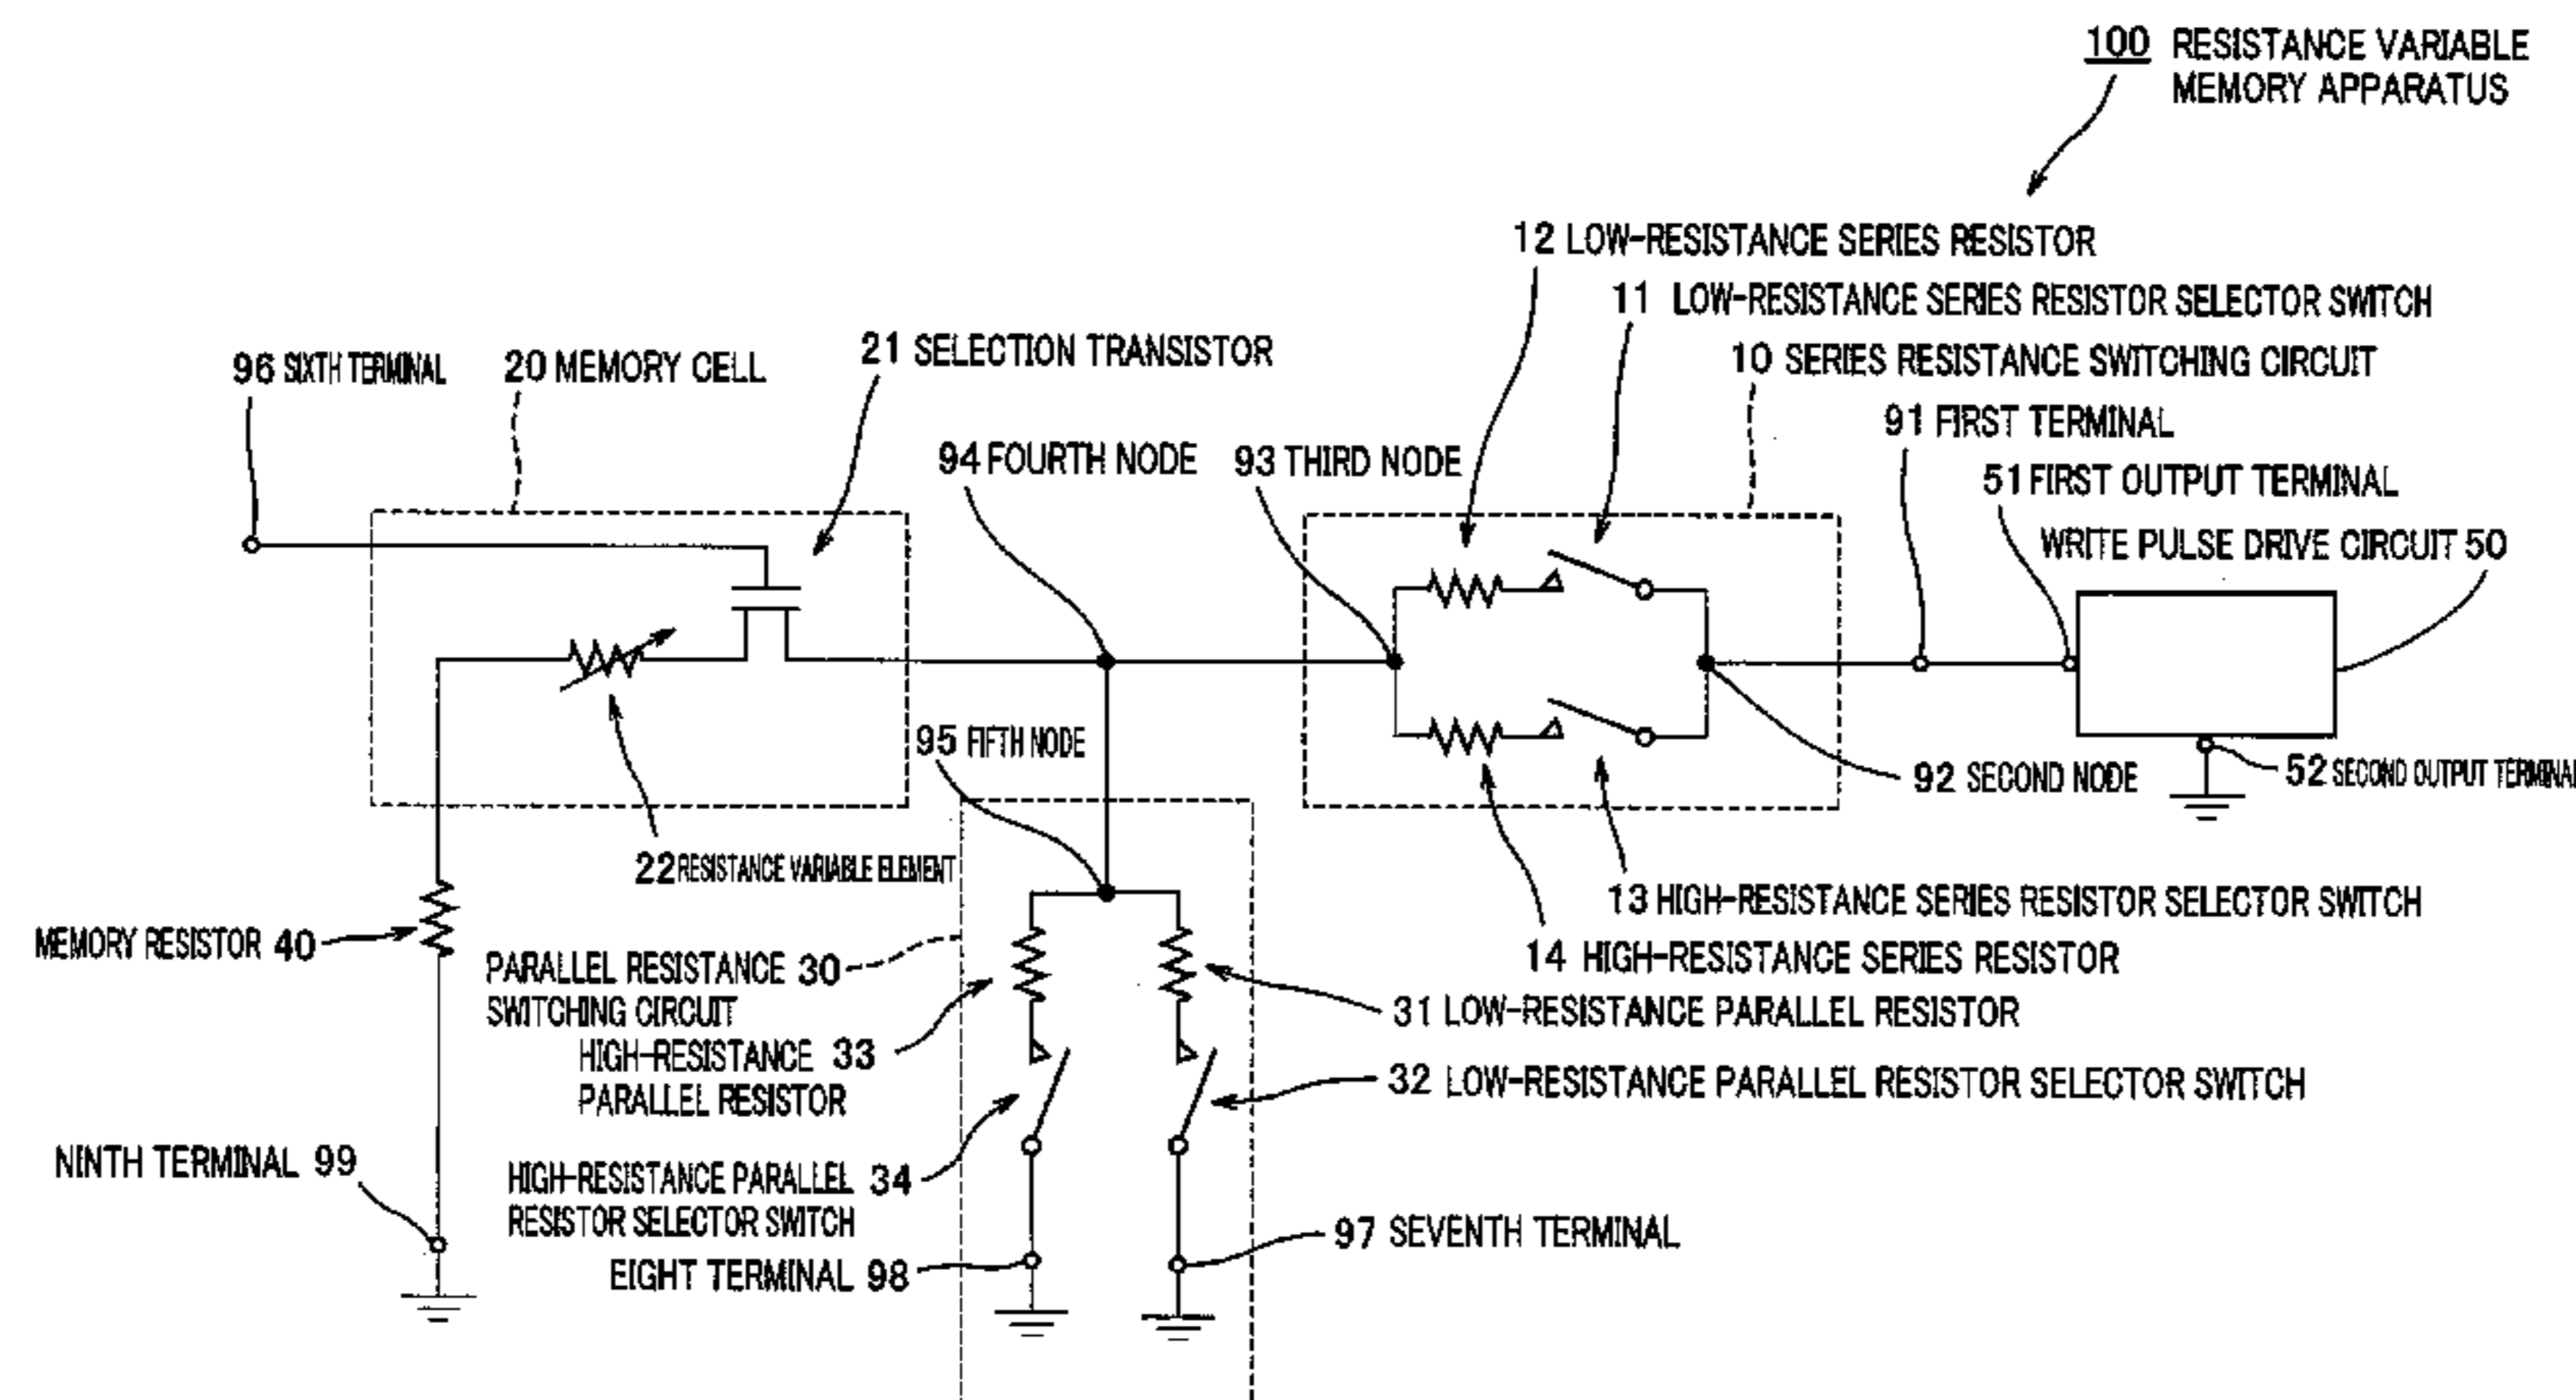 100 RESISTANCE VARIABLE
MEMORY APPARATUS
12 LOW-RESISTANCE SERIES RESISTOR
11 LOW-RESISTANCE SERIES RESISTOR SELECTOR SWITCH
10 SERIES RESISTANCE SWITCHING CIRCUIT
96 SIXTH TERMINAL
20 MEMORY CELL
21 SELECTION TRANSISTOR
94 FOURTH NODE
93 THIRD NODE
91 FIRST TERMINAL
51 FIRST OUTPUT TERMINAL
WRITE PULSE DRIVE CIRCUIT 50
95 FIFTH NODE
92 SECOND NODE
52 SECOND OUTPUT TERMINAL
22 RESISTANCE VARIABLE ELEMENT
13 HIGH-RESISTANCE SERIES RESISTOR SELECTOR SWITCH
14 HIGH-RESISTANCE SERIES RESISTOR
MEMORY RESISTOR 40
PARALLEL RESISTANCE 30
SWITCHING CIRCUIT
31 LOW-RESISTANCE PARALLEL RESISTOR
HIGH-RESISTANCE 33
PARALLEL RESISTOR
32 LOW-RESISTANCE PARALLEL RESISTOR SELECTOR SWITCH
NINTH TERMINAL 99
HIGH-RESISTANCE PARALLEL 34
RESISTOR SELECTOR SWITCH
97 SEVENTH TERMINAL
EIGHT TERMINAL 98